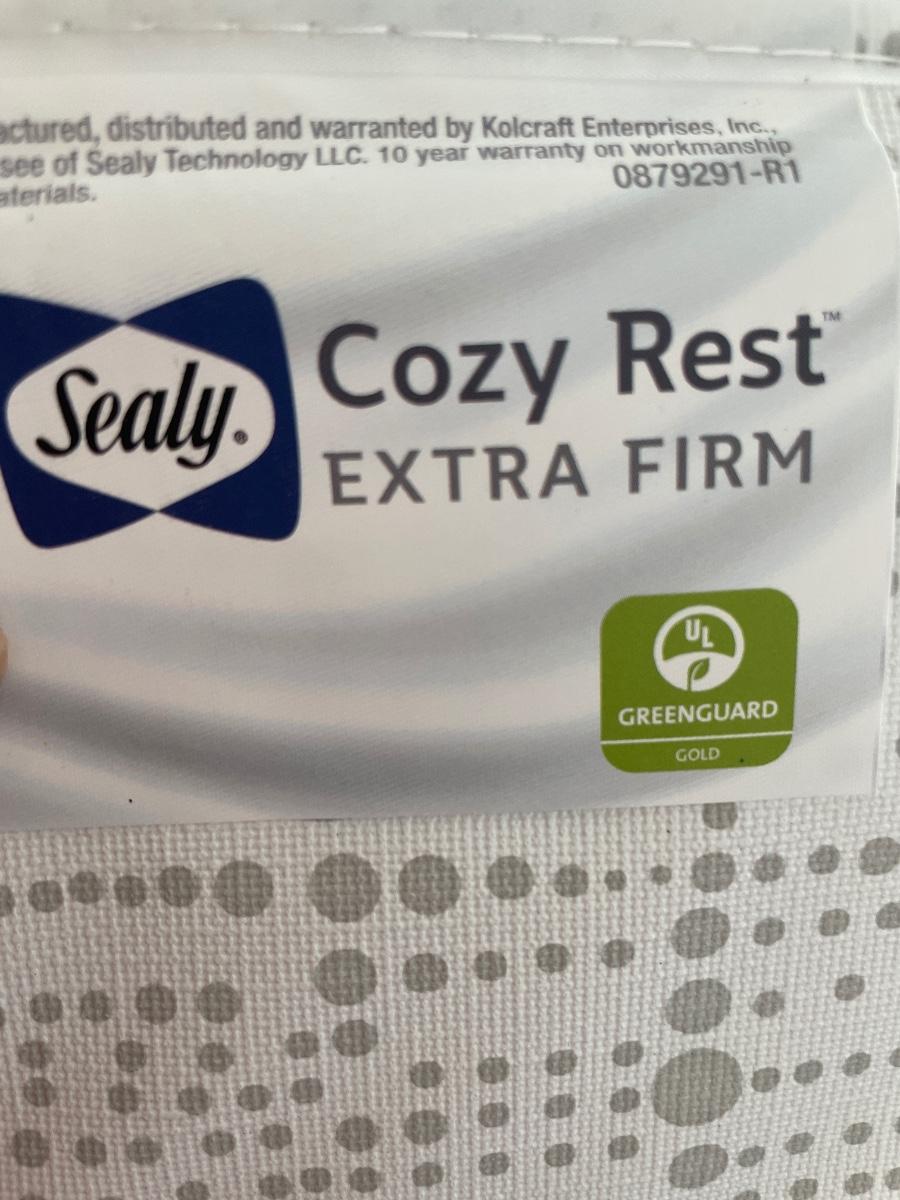 actured, distributed and warranted by Kolcraft Enterprises, Inc.,
see of Sealy Technology LLC. 10 year warranty on workmanship
aterials.
0879291-R1
Sealy®
Cozy Rest™
EXTRA FIRM
UL
GREENGUARD
GOLD